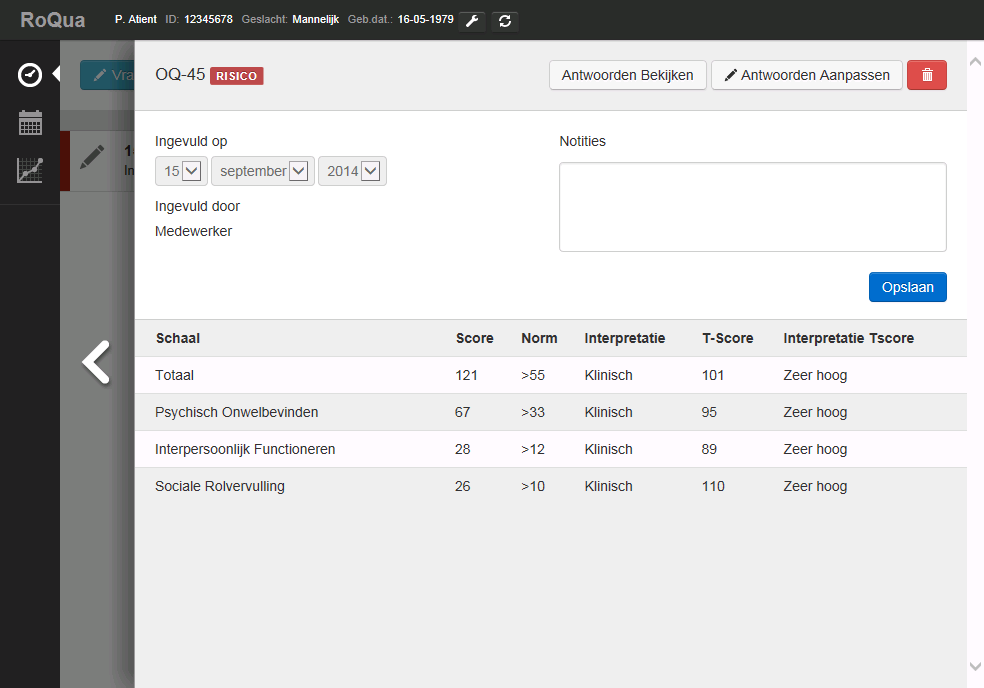 RoQua P. Atient ID: 12345678 Geslacht: Mannelijk Geb.dat.: 16-05-1979
Vra
OQ-45 RISICO Antwoorden Bekijken Antwoorden Aanpassen
Ingevuld op Notities
15 september 2014
Ingevuld door
Medewerker
Opslaan
Schaal Score Norm Interpretatie T-Score Interpretatie Tscore
Totaal 121 >55 Klinisch 101 Zeer hoog
Psychisch Onwelbevinden 67 >33 Klinisch 95 Zeer hoog
Interpersoonlijk Functioneren 28 >12 Klinisch 89 Zeer hoog
Sociale Rolvervulling 26 >10 Klinisch 110 Zeer hoog